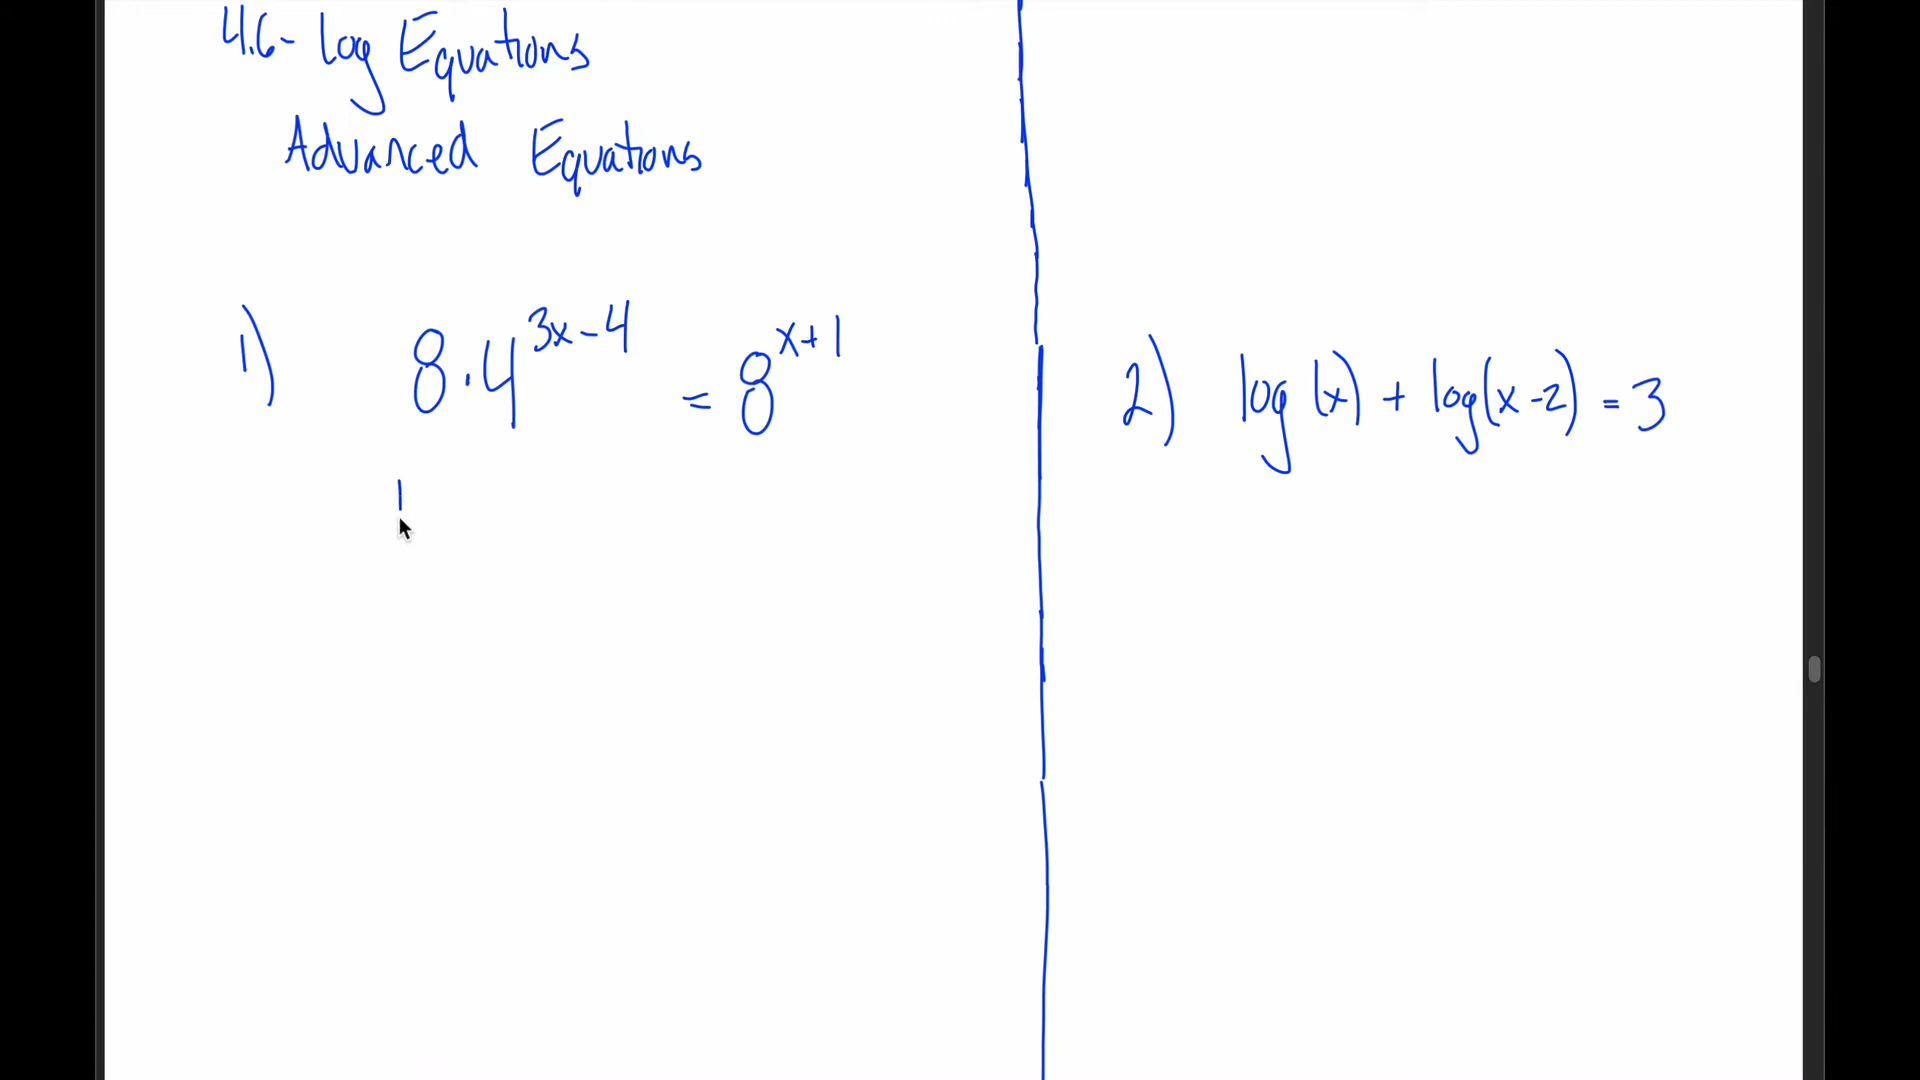 4.6- log Equations
Advanced Equations
1) 8·4^{3x-4} = 8^{x+1}
2) log(x) + log(x-2) = 3